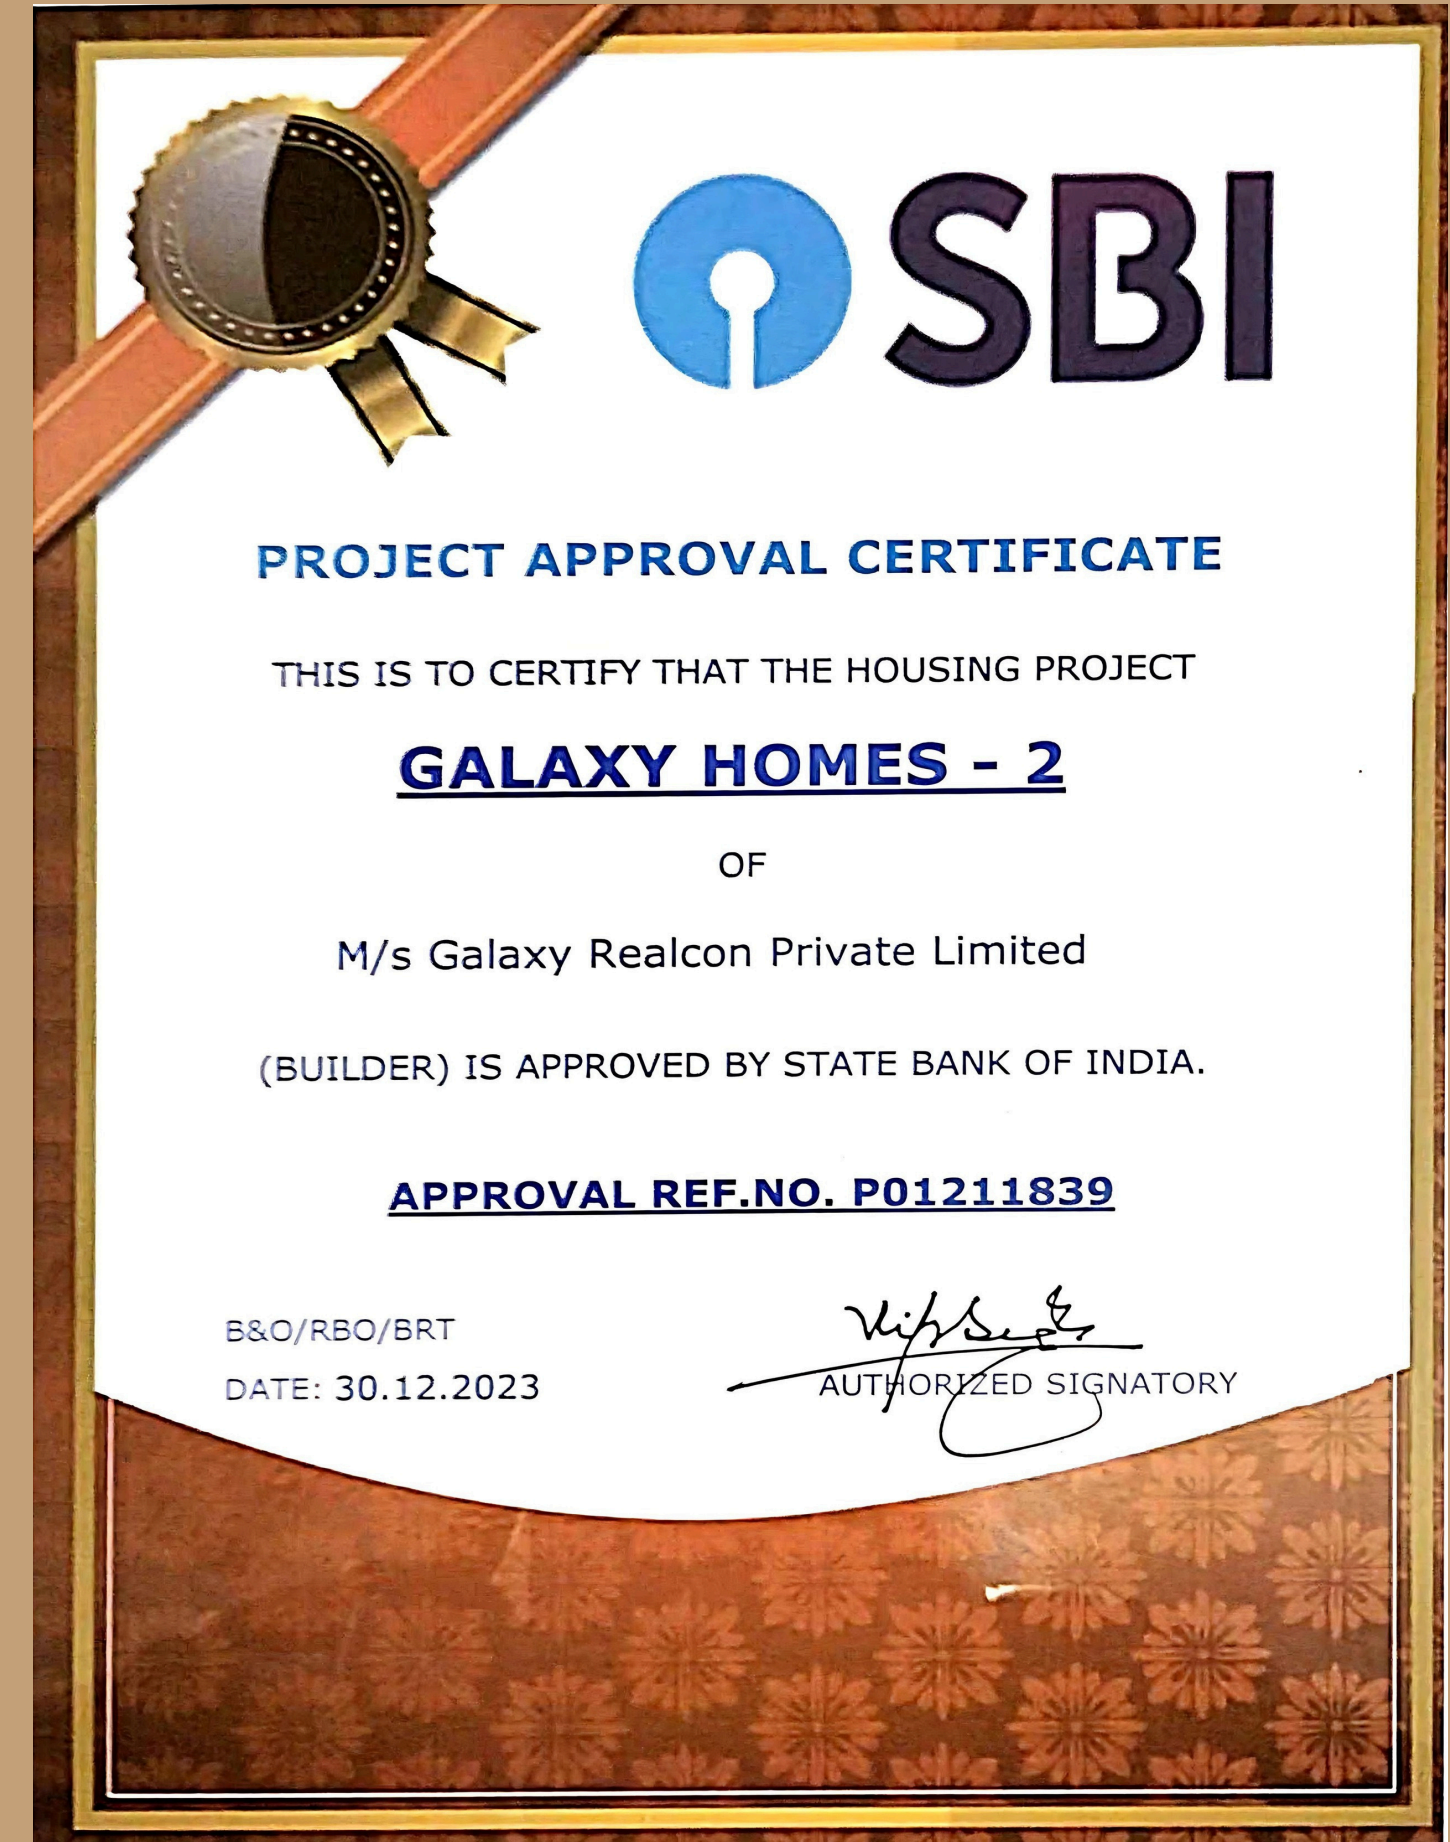 SBI
PROJECT APPROVAL CERTIFICATE
THIS IS TO CERTIFY THAT THE HOUSING PROJECT
GALAXY HOMES - 2
OF
M/s Galaxy Realcon Private Limited
(BUILDER) IS APPROVED BY STATE BANK OF INDIA.
APPROVAL REF.NO. P01211839
B&O/RBO/BRT
DATE: 30.12.2023
AUTHORIZED SIGNATORY